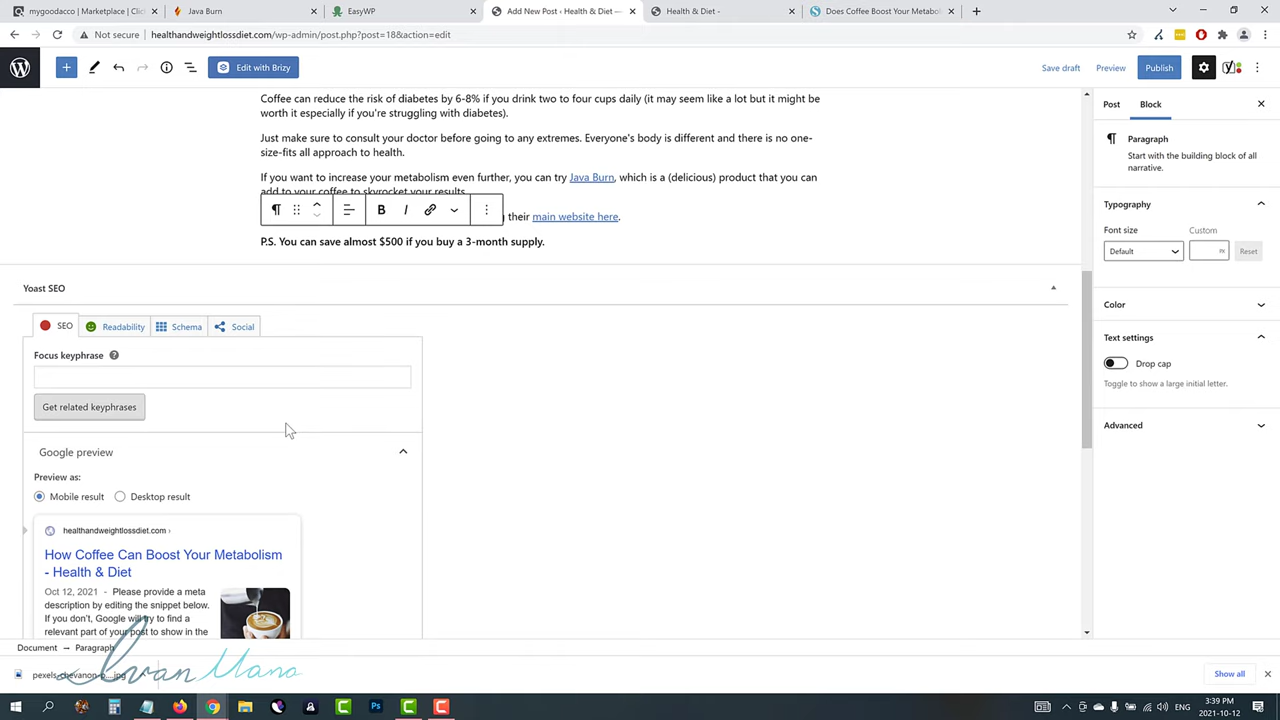 mygoodacco | Marketplace | Clic
Java Burn
EasyWP
Add New Post ‹ Health & Diet —
Health & Diet -
Does Coffee Boost Your Metabol
Not secure
healthandweightlossdiet.com/wp-admin/post.php?post=18&action=edit
Edit with Brizy
Save draft
Preview
Publish
Coffee can reduce the risk of diabetes by 6-8% if you drink two to four cups daily (it may seem like a lot but it might be
worth it especially if you're struggling with diabetes).
Just make sure to consult your doctor before going to any extremes. Everyone's body is different and there is no one-
size-fits all approach to health.
If you want to increase your metabolism even further, you can try Java Burn, which is a (delicious) product that you can
add to your coffee to skyrocket your results.
their main website here.
P.S. You can save almost $500 if you buy a 3-month supply.
Yoast SEO
SEO
Readability
Schema
Social
Focus keyphrase
Get related keyphrases
Google preview
Preview as:
Mobile result
Desktop result
healthandweightlossdiet.com ›
How Coffee Can Boost Your Metabolism
- Health & Diet
Oct 12, 2021 - Please provide a meta
description by editing the snippet below.
If you don't, Google will try to find a
relevant part of your post to show in the
Post
Block
Paragraph
Start with the building block of all
narrative.
Typography
Font size
Custom
Default
PX
Reset
Color
Text settings
Drop cap
Toggle to show a large initial letter.
Advanced
Document → Paragraph
Ivan Mana
Show all
ENG
3:39 PM
2021-10-12